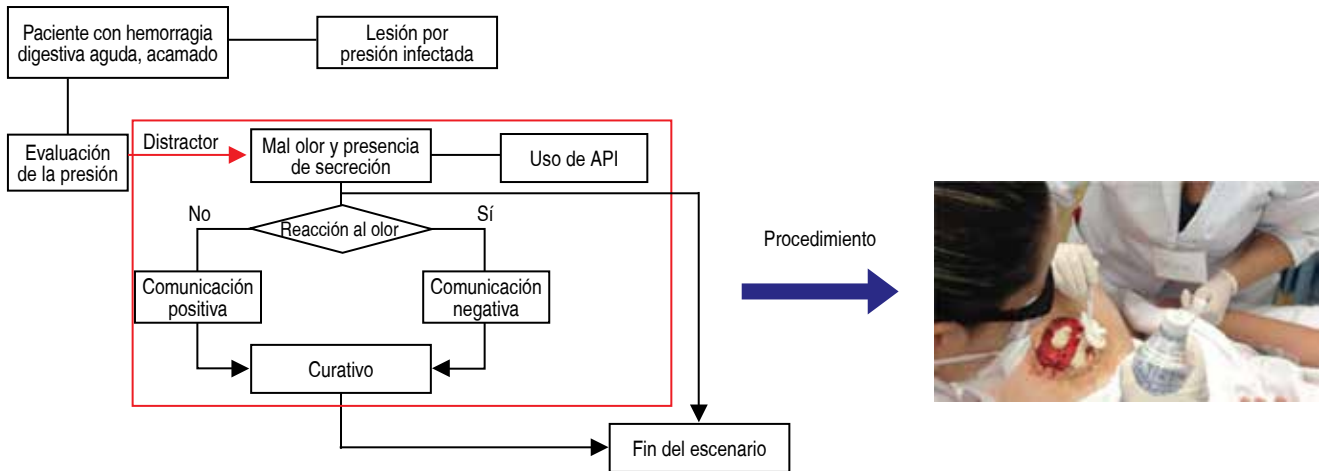 Paciente con hemorragia
digestiva aguda, acamado
Lesión por
presión infectada
Evaluación
de la presión
Distractor
Mal olor y presencia
de secreción
Uso de API
No
Reacción al olor
Sí
Comunicación
positiva
Comunicación
negativa
Curativo
Fin del escenario
Procedimiento